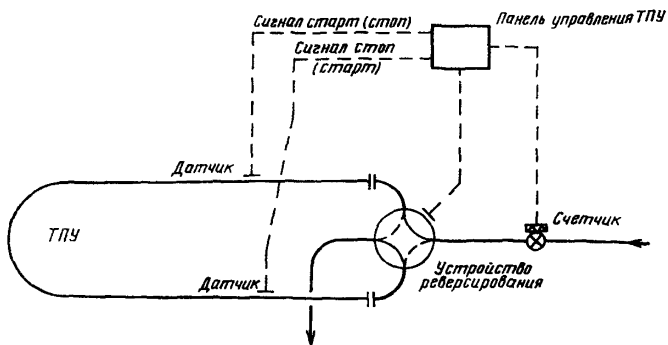 Сигнал старт (стоп)
Панель управления ТПУ
Сигнал стоп
(старт)
Датчик
Счетчик
ТПУ
Устройство
реверсирования
Датчик